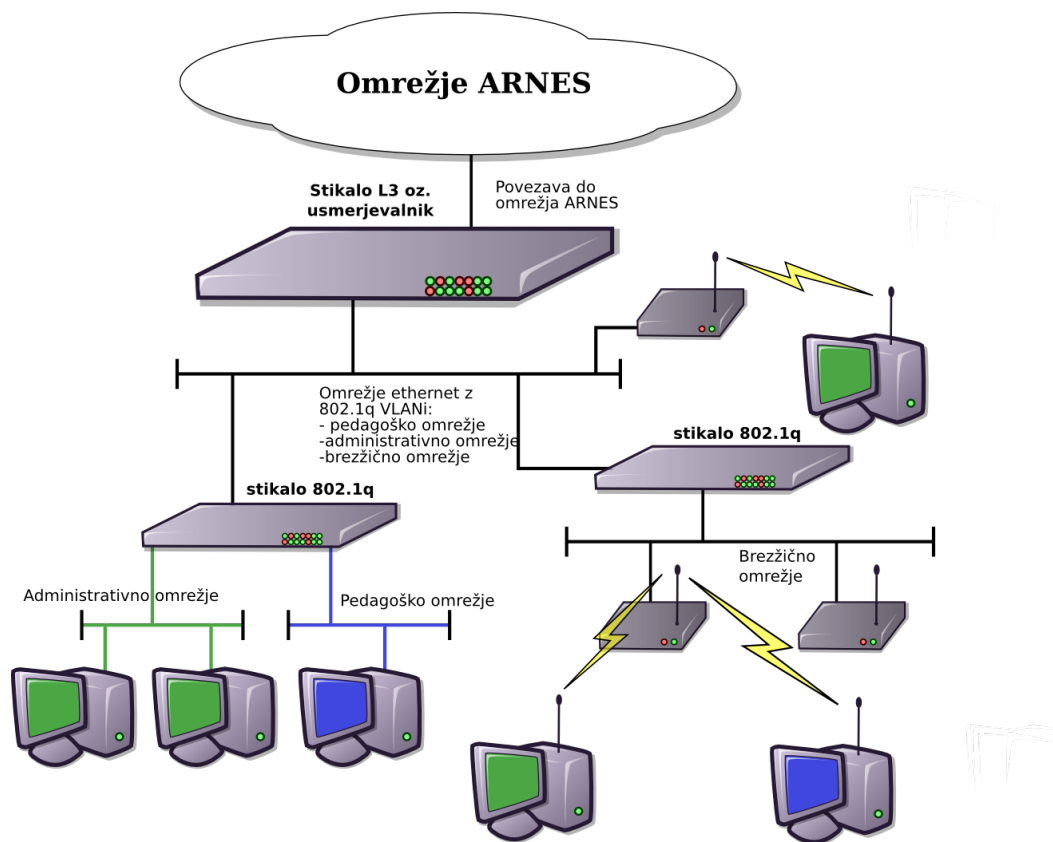 Omrežje ARNES
Stikalo L3 oz.
usmerjevalnik
Povezava do
omrežja ARNES
Omrežje ethernet z
802.1q VLANi:
- pedagoško omrežje
-administrativno omrežje
-brezžično omrežje
stikalo 802.1q
stikalo 802.1q
Brezžično
omrežje
Administrativno omrežje
Pedagoško omrežje